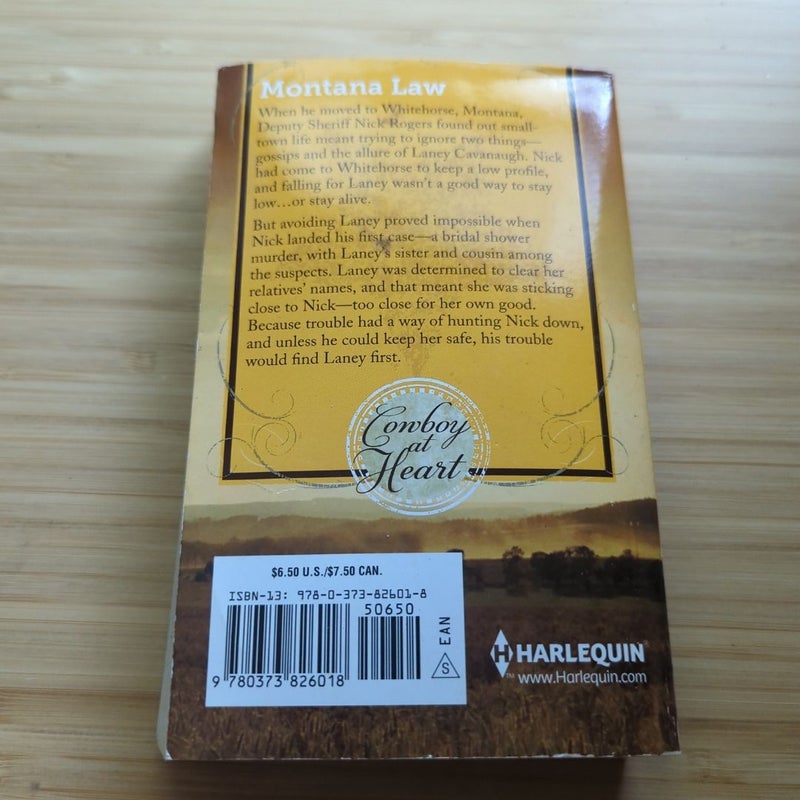 Montana Law
When he moved to Whitehorse, Montana,
Deputy Sheriff Nick Rogers found out small-
town life meant trying to ignore two things—
gossips and the allure of Laney Cavanaugh. Nick
had come to Whitehorse to keep a low profile,
and falling for Laney wasn't a good way to stay
low…or stay alive.
But avoiding Laney proved impossible when
Nick landed his first case—a bridal shower
murder, with Laney's sister and cousin among
the suspects. Laney was determined to clear her
relatives' names, and that meant she was sticking
close to Nick—too close for her own good.
Because trouble had a way of hunting Nick down,
and unless he could keep her safe, his trouble
would find Laney first.
Cowboy
at
Heart
$6.50 U.S./$7.50 CAN.
ISBN-13: 978-0-373-82601-8
50650
9 780373 826018
EAN
S
HARLEQUIN®
™ www.Harlequin.com